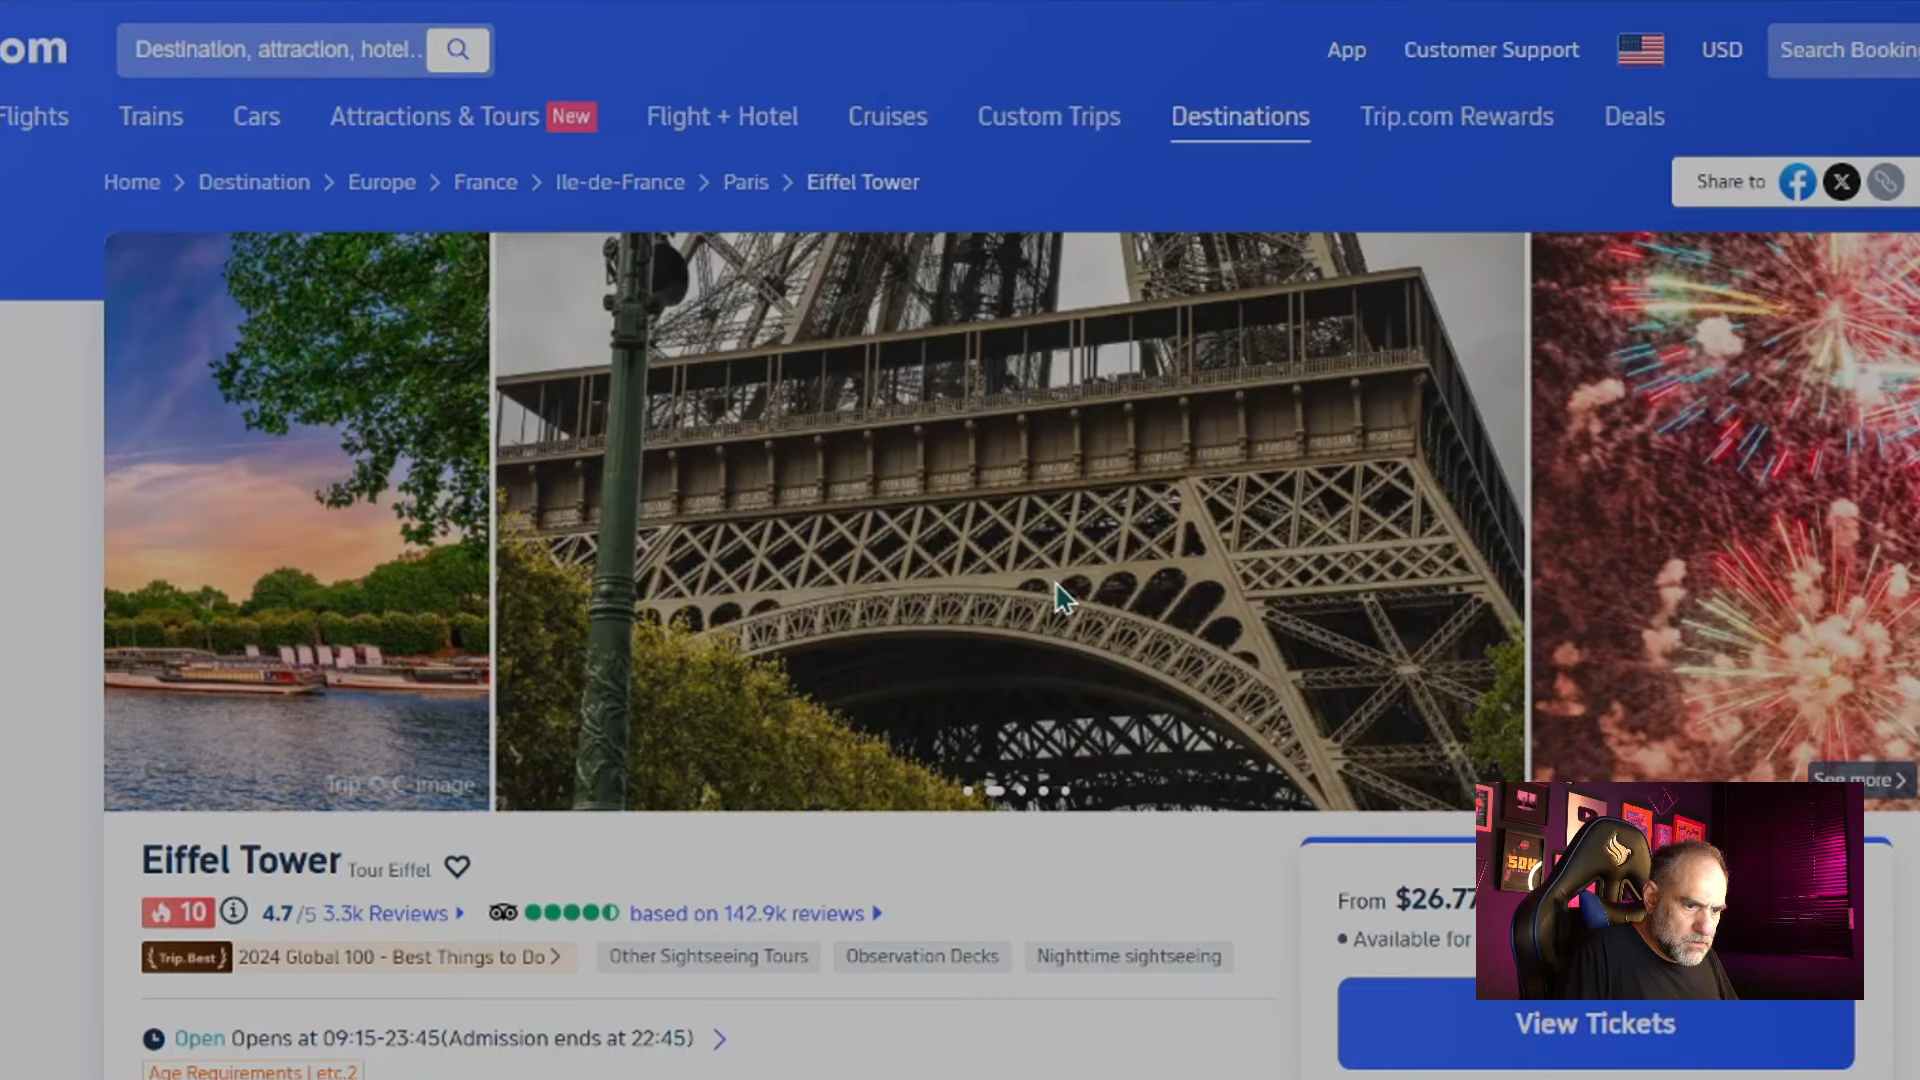 om
Destination, attraction, hotel..
App Customer Support USD Search Bookin
Flights Trains Cars Attractions & Tours New Flight + Hotel Cruises Custom Trips Destinations Trip.com Rewards Deals
Home > Destination > Europe > France > Ile-de-France > Paris > Eiffel Tower
Share to
See more >
Eiffel Tower Tour Eiffel
10 4.7 /5 3.3k Reviews based on 142.9k reviews
Trip.Best 2024 Global 100 - Best Things to Do > Other Sightseeing Tours Observation Decks Nighttime sightseeing
From $26.77
• Available for
View Tickets
Open Opens at 09:15-23:45(Admission ends at 22:45) >
Age Requirements | etc.2